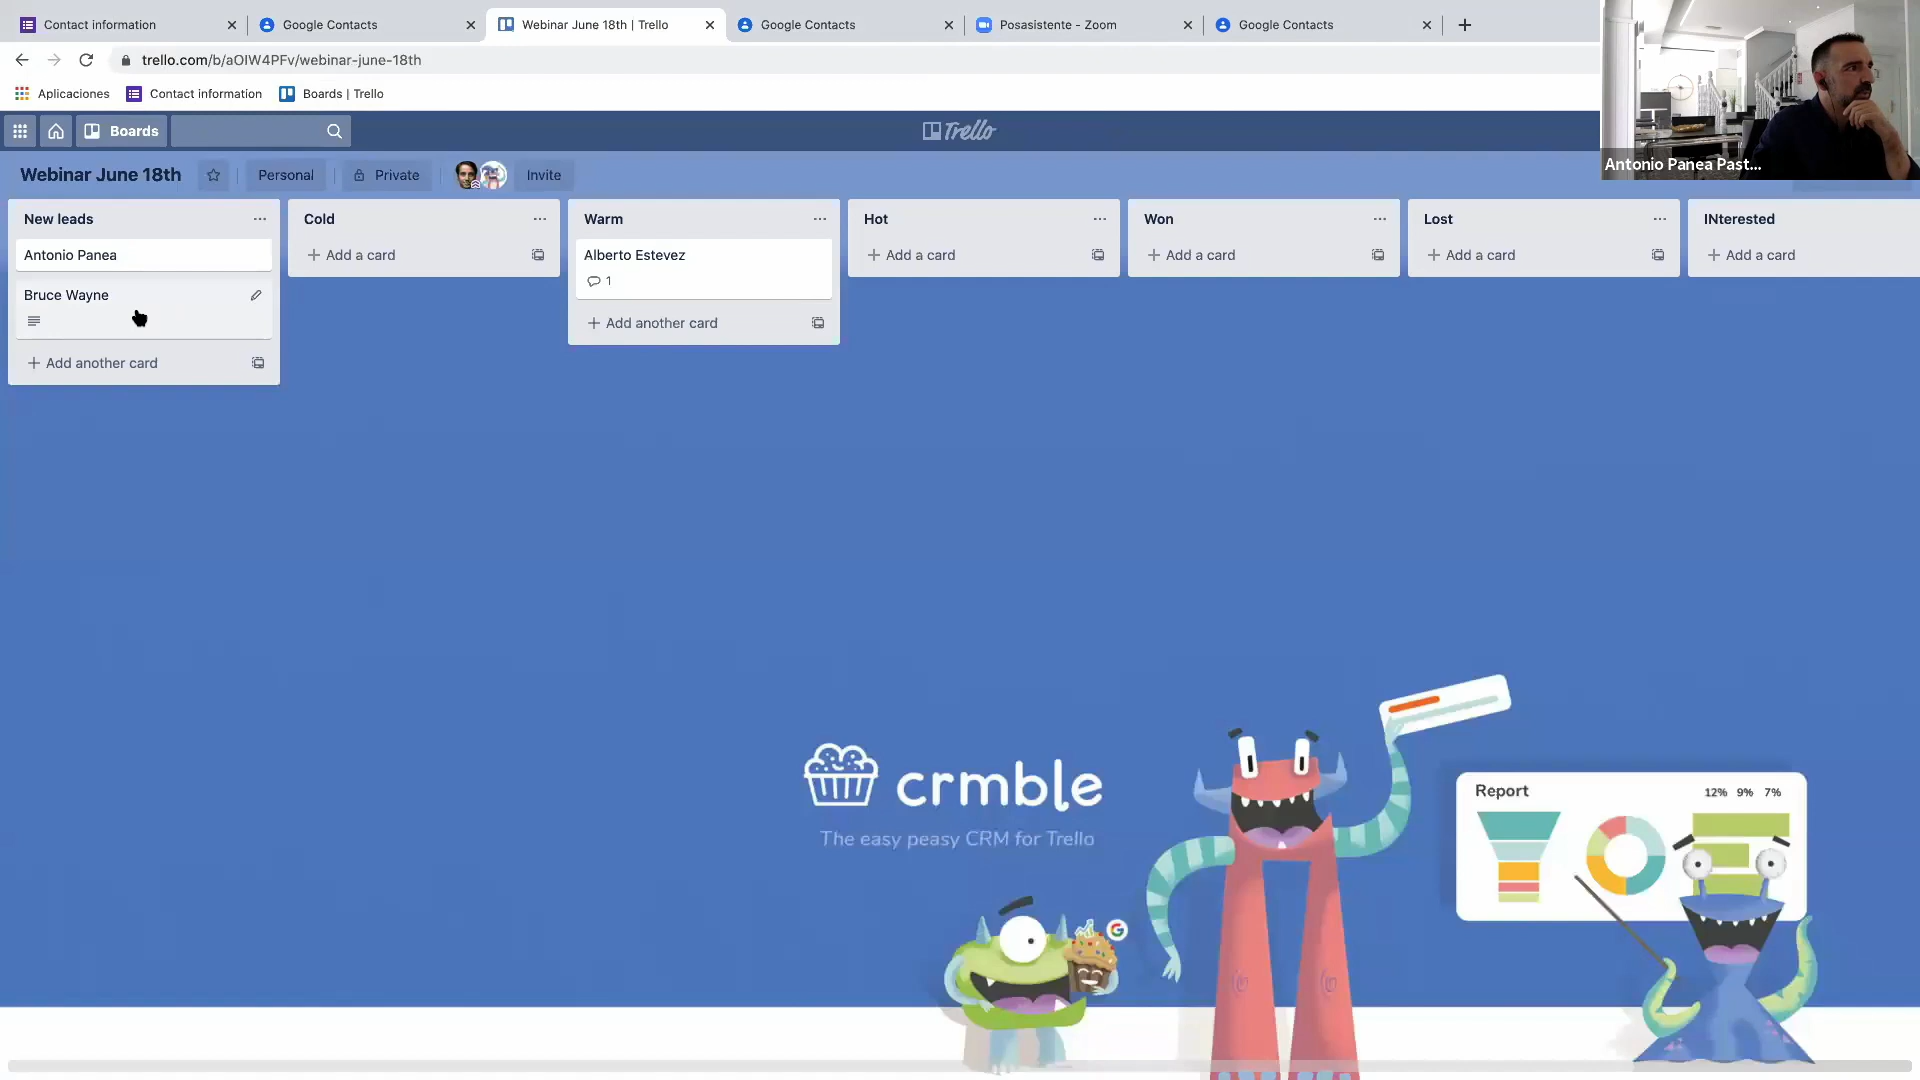 Contact information
Google Contacts
Webinar June 18th | Trello
Google Contacts
Posasistente - Zoom
Google Contacts
trello.com/b/aOIW4PFv/webinar-june-18th
Aplicaciones
Contact information
Boards | Trello
Antonio Panea Past...
Boards
Trello
Webinar June 18th
Personal
Private
Invite
New leads
Antonio Panea
Bruce Wayne
+ Add another card
Cold
+ Add a card
Warm
Alberto Estevez
1
+ Add another card
Hot
+ Add a card
Won
+ Add a card
Lost
+ Add a card
INterested
+ Add a card
crmble
The easy peasy CRM for Trello
Report
12% 9% 7%
G